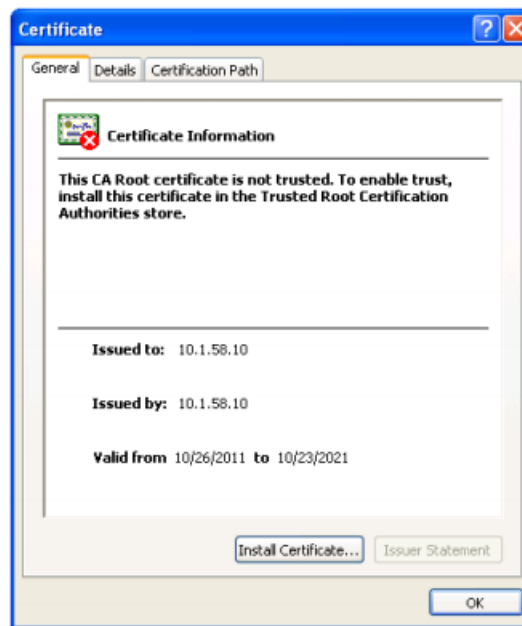 Certificate
General Details Certification Path
Certificate Information
This CA Root certificate is not trusted. To enable trust,
install this certificate in the Trusted Root Certification
Authorities store.
Issued to: 10.1.58.10
Issued by: 10.1.58.10
Valid from 10/26/2011 to 10/23/2021
Install Certificate... Issuer Statement
OK